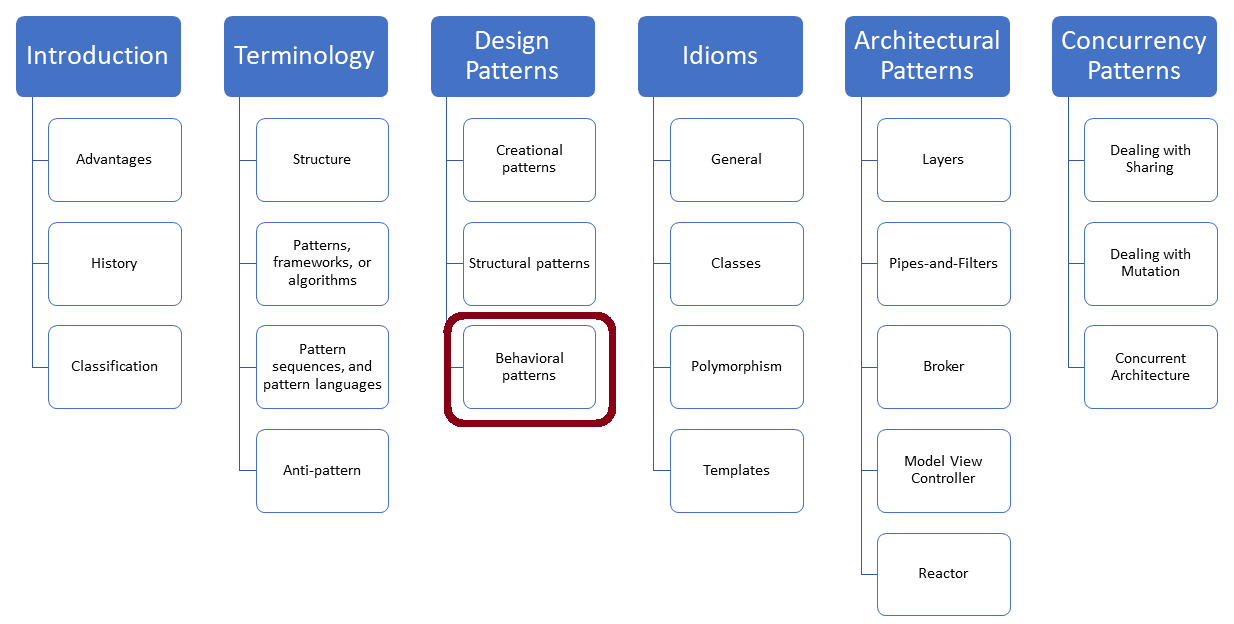 Introduction
Advantages
History
Classification
Terminology
Structure
Patterns,
frameworks, or
algorithms
Pattern
sequences, and
pattern languages
Anti-pattern
Design
Patterns
Creational
patterns
Structural patterns
Behavioral
patterns
Idioms
General
Classes
Polymorphism
Templates
Architectural
Patterns
Layers
Pipes-and-Filters
Broker
Model View
Controller
Reactor
Concurrency
Patterns
Dealing with
Sharing
Dealing with
Mutation
Concurrent
Architecture